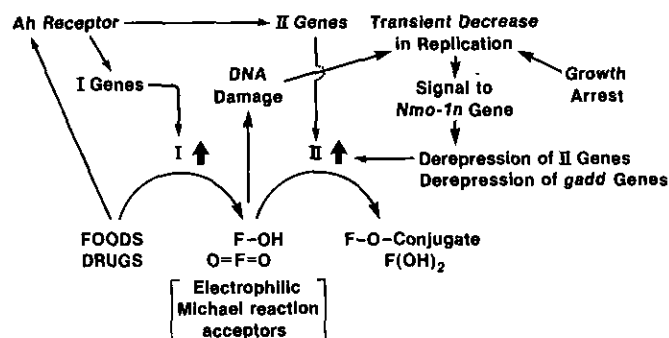 Ah Receptor
II Genes
Transient Decrease
in Replication
I Genes
DNA
Damage
Growth
Arrest
Signal to
Nmo-1n Gene
I
II
Derepression of II Genes
Derepression of gadd Genes
FOODS
DRUGS
F-OH
O=F=O
F-O-Conjugate
F(OH)₂
Electrophilic
Michael reaction
acceptors